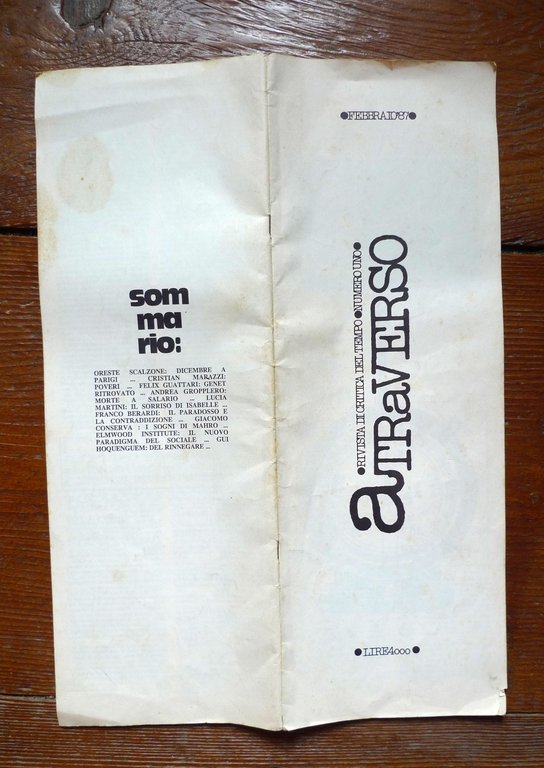 som
ma
rio:
ORESTE SCALZONE: DICEMBRE A
PARIGI ... CRISTIAN MARAZZI:
POVERI ... FELIX GUATTARI: GENET
RITROVATO ... ANDREA GROPPLERO:
MORTE A SALARIO ... LUCIA
MARTINI: IL SORRISO DI ISABELLE ...
FRANCO BERARDI: IL PARADOSSO E
LA CONTRADDIZIONE ... GIACOMO
CONSERVA : I SOGNI DI MAHRO ...
ELMWOOD INSTITUTE: IL NUOVO
PARADIGMA DEL SOCIALE ... GUI
HOQUENGUEM: DEL RINNEGARE ...
●FEBBRAIO'87●
●RIVISTA DI CRITICA DEL TEMPO●NUMERO UNO●
aTRaVERSO
●LIRE4000●